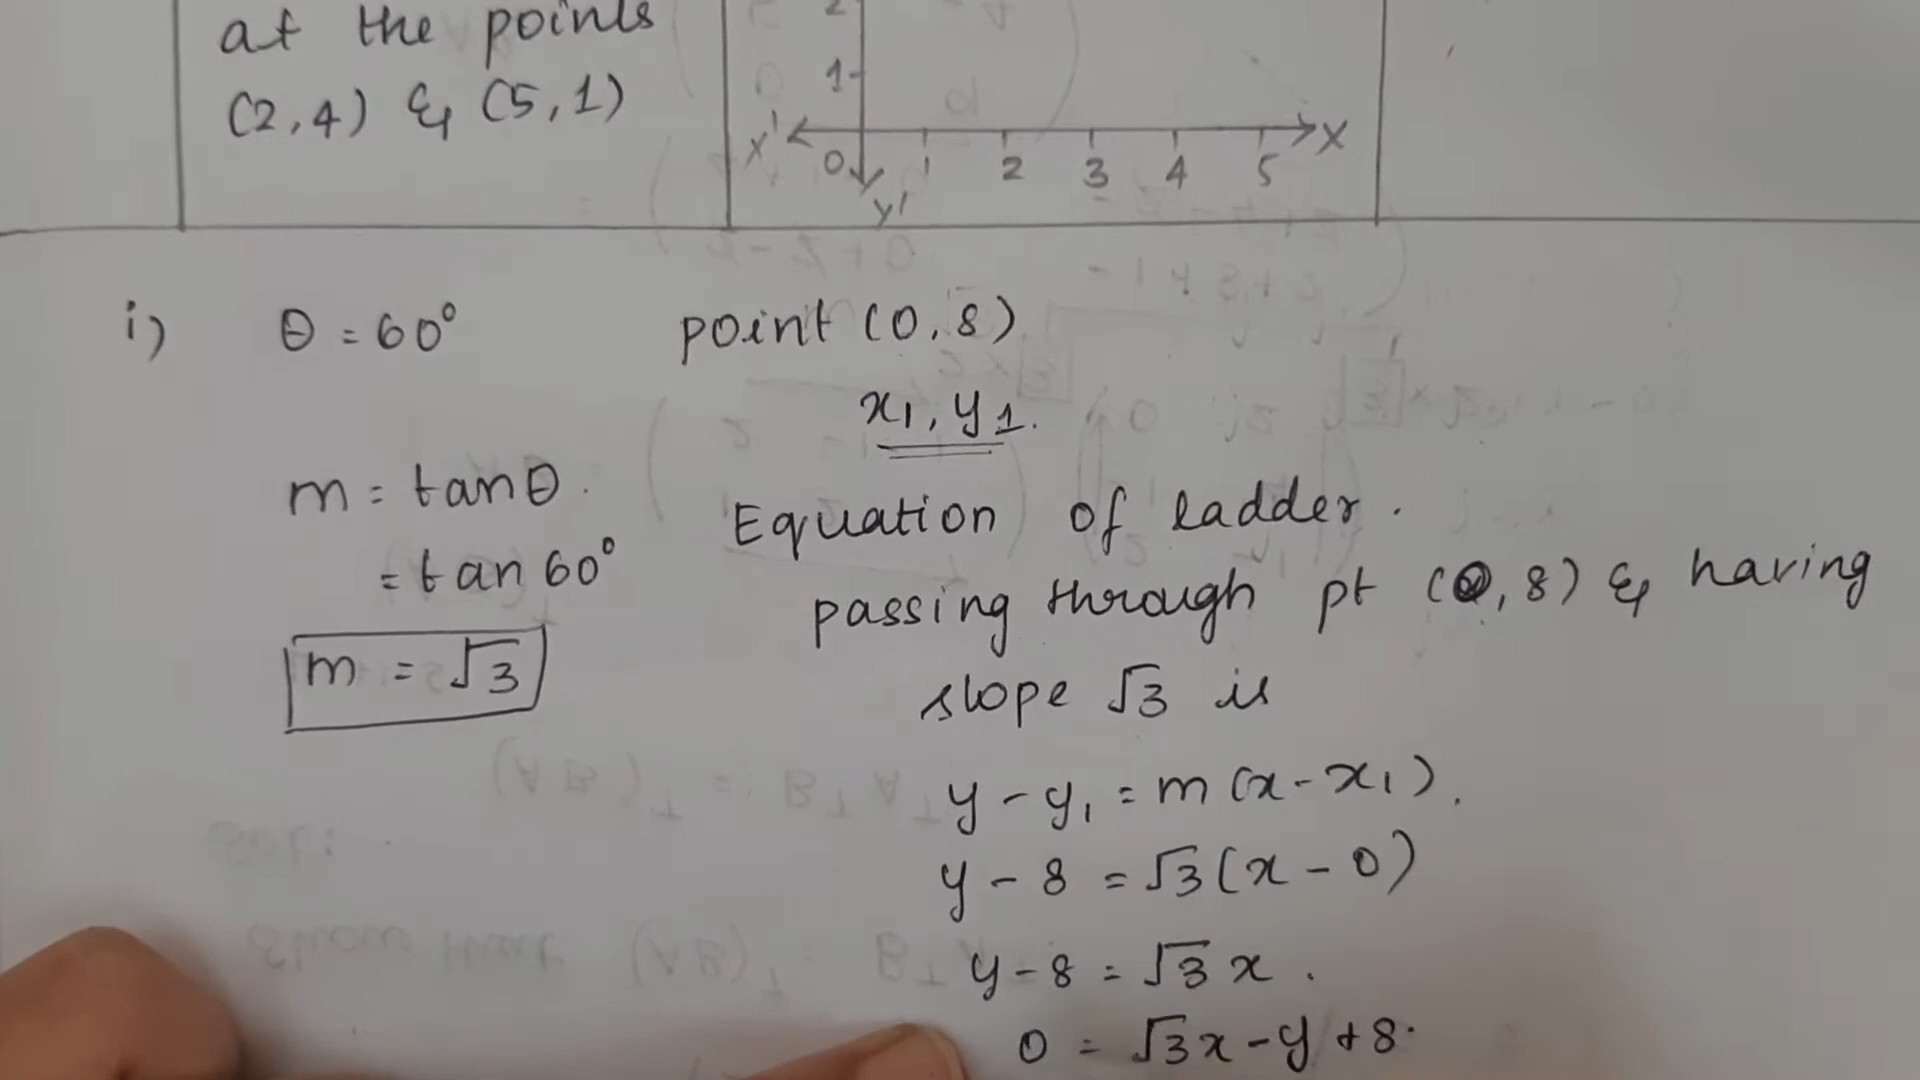 at the points
(2,4) & (5,1)
2
1
X' O 1 2 3 4 5 X
Y'
i) θ = 60° point (0,8)
x₁, y₁.
m = tanθ.
= tan 60°
m = √3
Equation of ladder.
passing through pt (0,8) & having
slope √3 is
y - y₁ = m(x - x₁).
y - 8 = √3(x - 0)
y - 8 = √3x.
0 = √3x - y + 8.